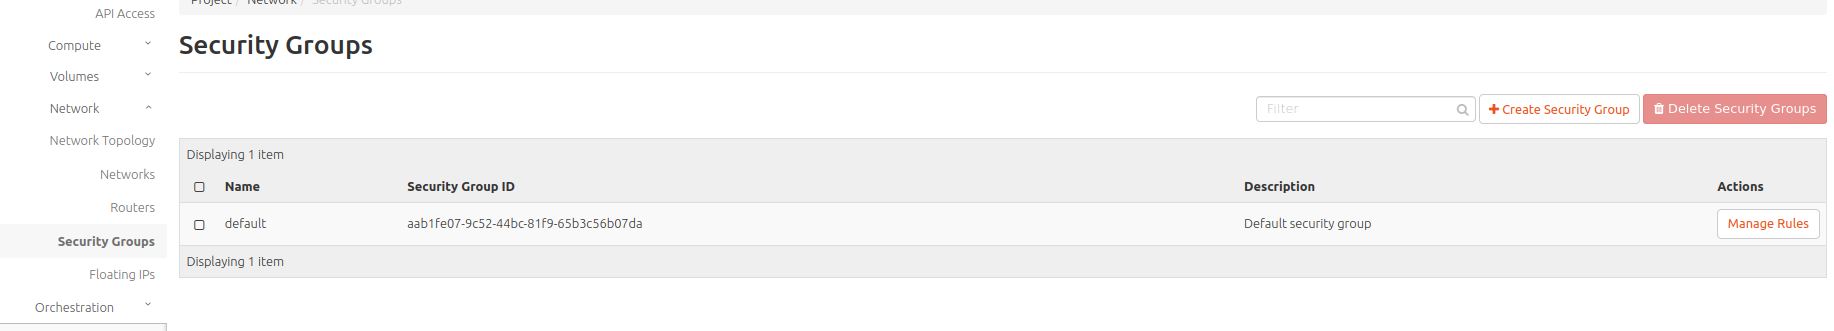 Project / Network / Security Groups
API Access
Compute
Volumes
Network
Network Topology
Networks
Routers
Security Groups
Floating IPs
Orchestration
Security Groups
Filter
Create Security Group
Delete Security Groups
Displaying 1 item
Name Security Group ID Description Actions
default aab1fe07-9c52-44bc-81f9-65b3c56b07da Default security group Manage Rules
Displaying 1 item